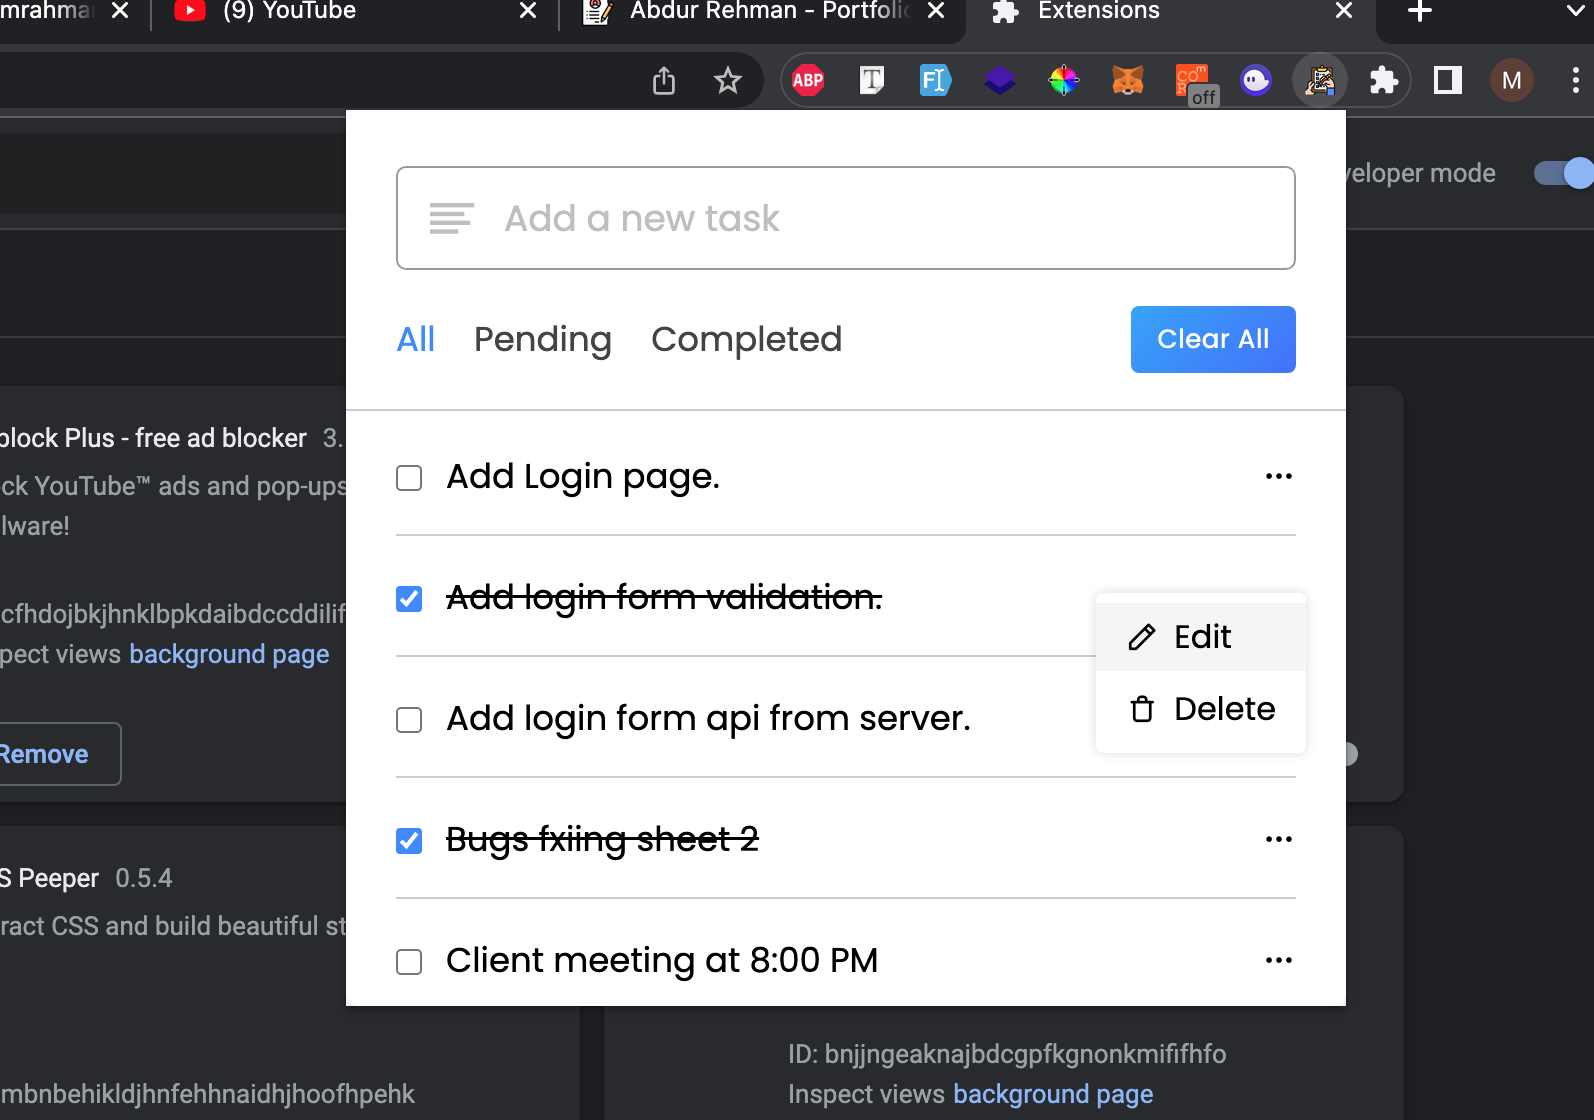 mrahma
(9) YouTube
Abdur Rehman - Portfolio
Extensions
ABP
T
FI
COm
R
off
M
veloper mode
Add a new task
All
Pending
Completed
Clear All
block Plus - free ad blocker 3.
ck YouTube™ ads and pop-ups
lware!
cfhdojbkjhnklbpkdaibdccddilif
pect views background page
Remove
Add Login page.
Add login form validation.
Edit
Add login form api from server.
Delete
Bugs fxiing sheet 2
Client meeting at 8:00 PM
S Peeper 0.5.4
ract CSS and build beautiful st
mbnbehikldjhnfehhnaidhjhoofhpehk
ID: bnjjngeaknajbdcgpfkgnonkmififhfo
Inspect views background page